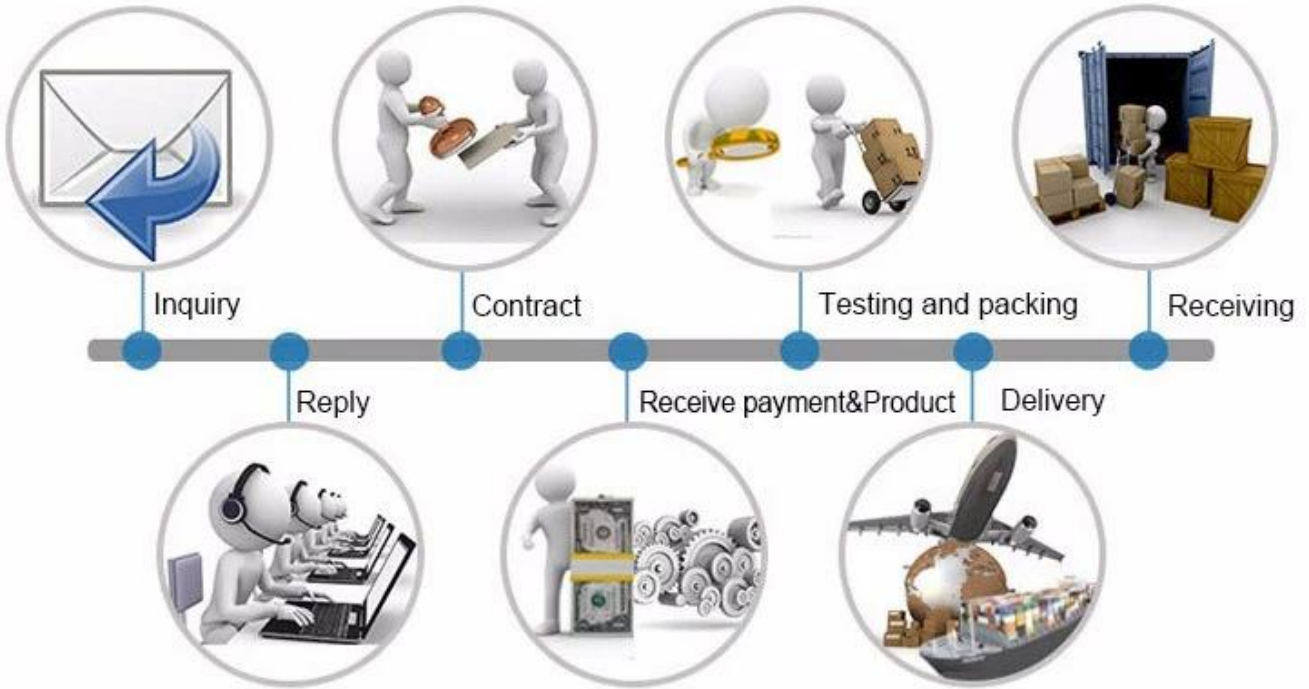 Inquiry
Contract
Testing and packing
Receiving
Reply
Receive payment&Product
Delivery